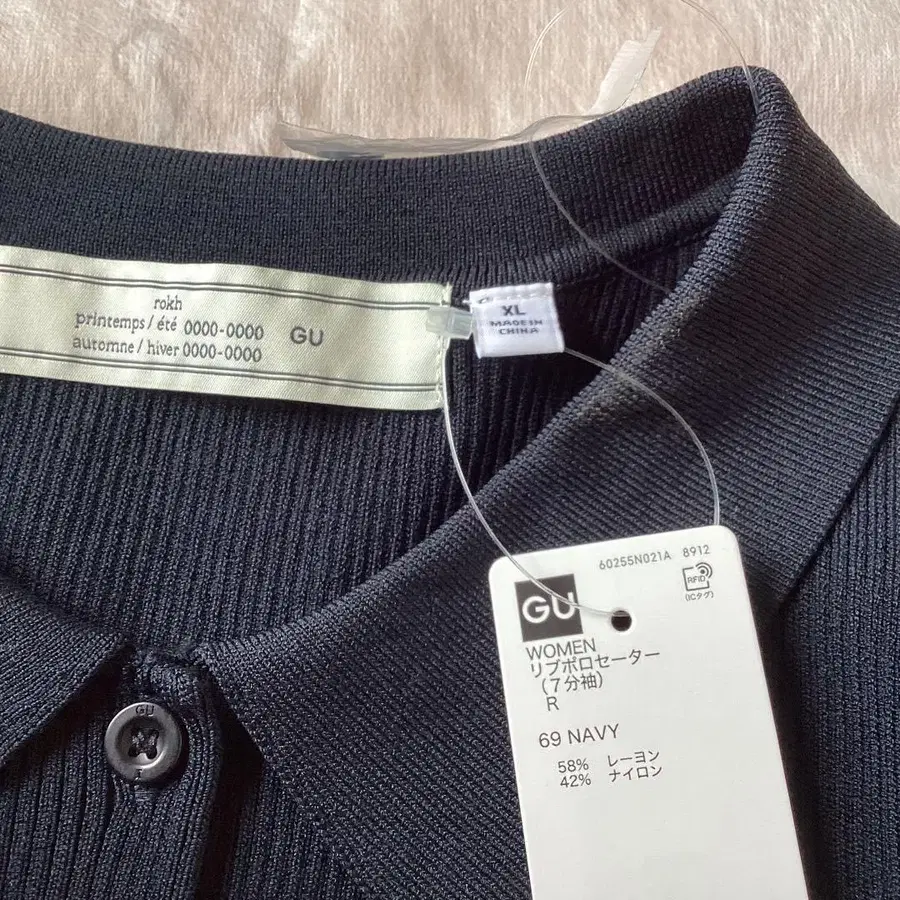 rokh
printemps / été 0000-0000
automne / hiver 0000-0000
GU
XL
MADE IN
CHINA
60255N021A 8912
RFID
(ICタグ)
GU
WOMEN
リブポロセーター
(7分袖)
R
69 NAVY
58% レーヨン
42% ナイロン
GU